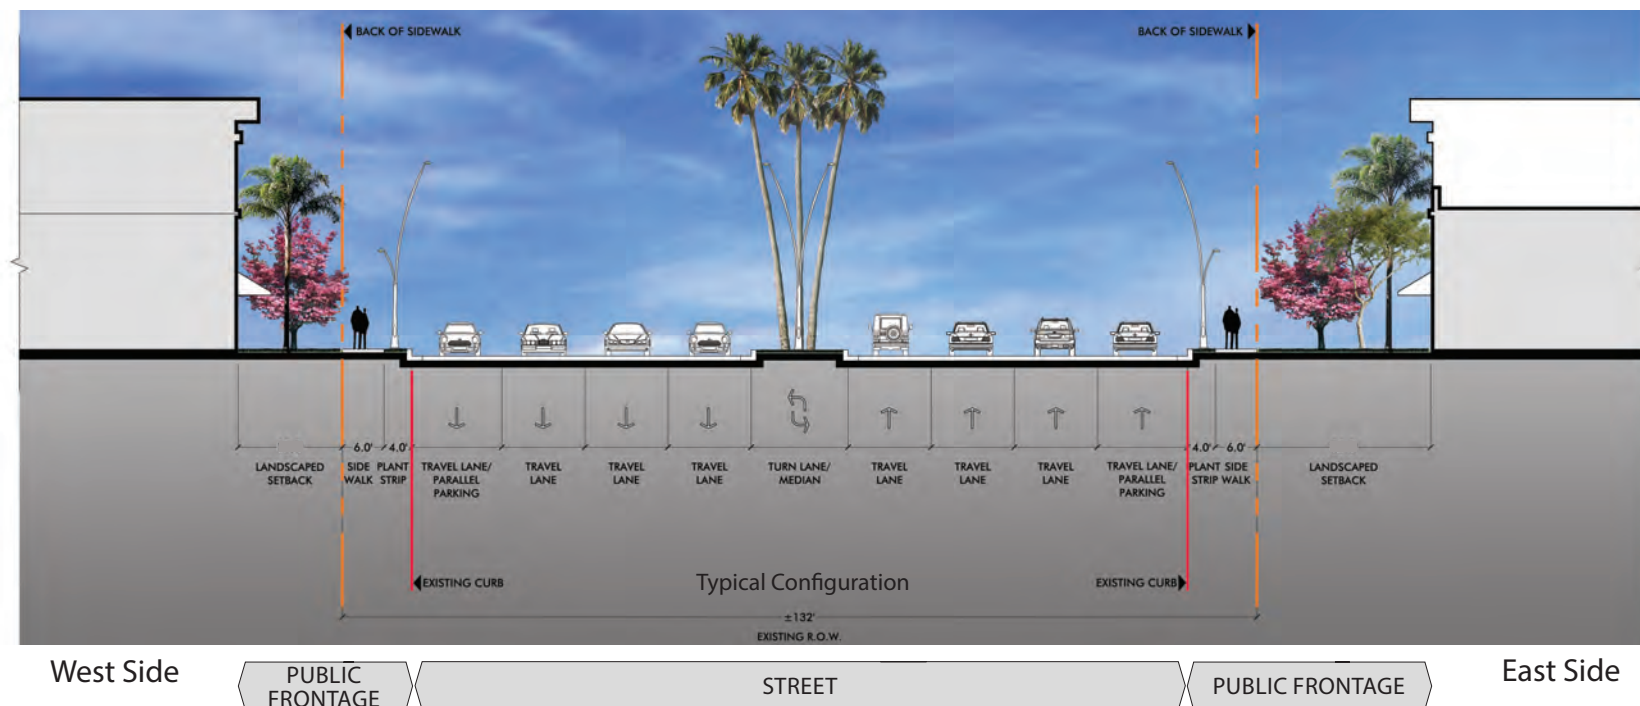 BACK OF SIDEWALK
BACK OF SIDEWALK
6.0'
4.0'
4.0'
6.0'
LANDSCAPED
SETBACK
SIDE
WALK
PLANT
STRIP
TRAVEL LANE/
PARALLEL
PARKING
TRAVEL
LANE
TRAVEL
LANE
TRAVEL
LANE
TURN LANE/
MEDIAN
TRAVEL
LANE
TRAVEL
LANE
TRAVEL
LANE
TRAVEL LANE/
PARALLEL
PARKING
PLANT
STRIP
SIDE
WALK
LANDSCAPED
SETBACK
EXISTING CURB
Typical Configuration
EXISTING CURB
±132'
EXISTING R.O.W.
West Side
PUBLIC
FRONTAGE
STREET
PUBLIC FRONTAGE
East Side